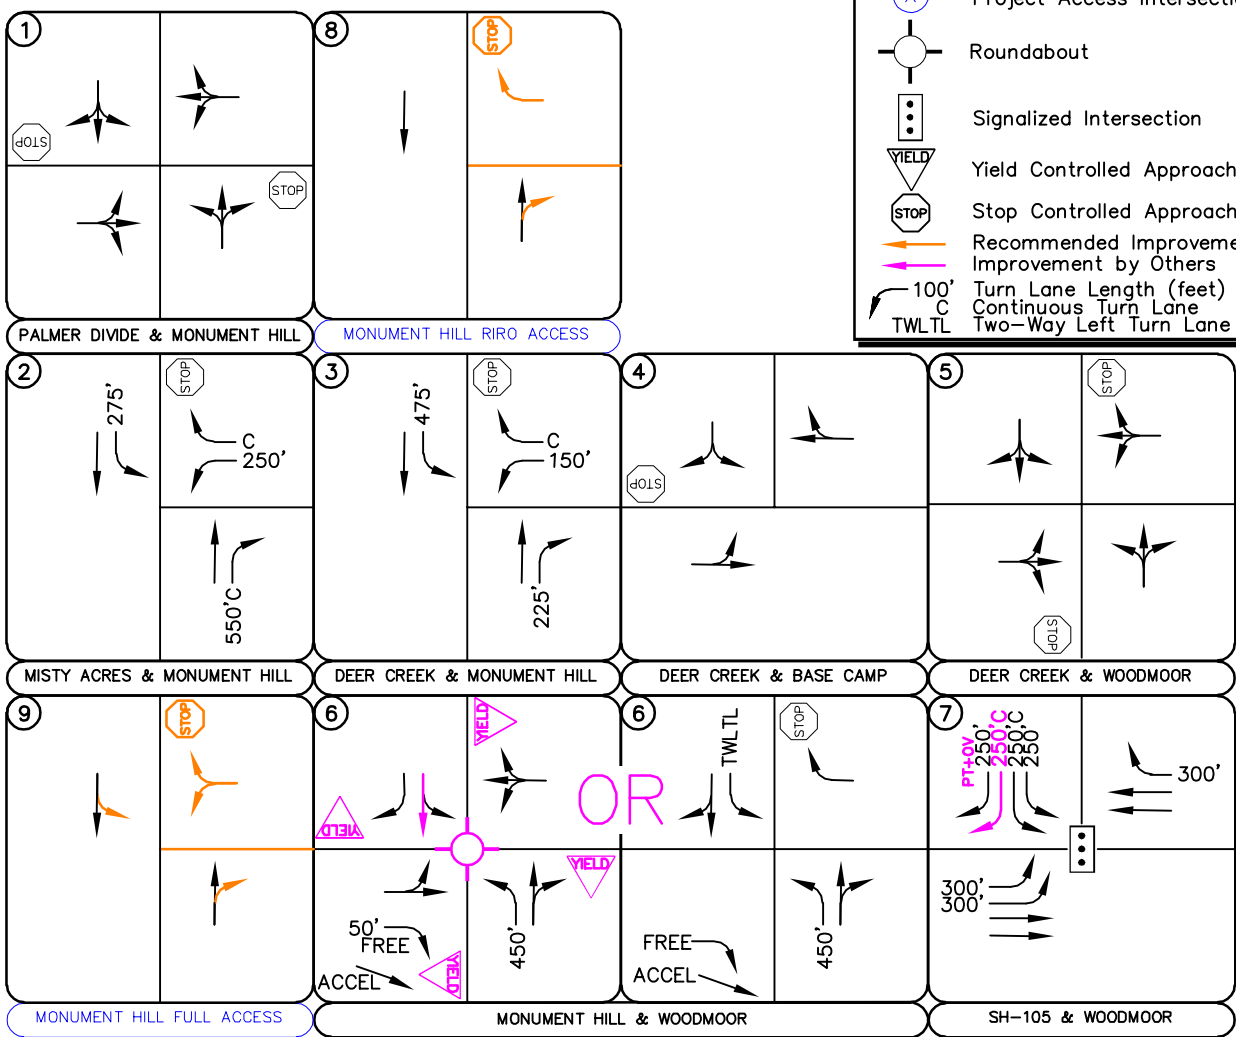 1
STOP
STOP
PALMER DIVIDE & MONUMENT HILL
8
STOP
MONUMENT HILL RIRO ACCESS
Roundabout
Signalized Intersection
YIELD
Yield Controlled Approach
STOP
Stop Controlled Approach
Improvement by Others
100' Turn Lane Length (feet)
C Continuous Turn Lane
TWLTL Two-Way Left Turn Lane
2
275'
STOP
C
250'
550'C
MISTY ACRES & MONUMENT HILL
3
475'
STOP
C
150'
225'
DEER CREEK & MONUMENT HILL
4
STOP
DEER CREEK & BASE CAMP
5
STOP
STOP
DEER CREEK & WOODMOOR
9
STOP
MONUMENT HILL FULL ACCESS
6
YIELD
YIELD
YIELD
50'
FREE
ACCEL
YIELD
450'
OR
6
TWLTL
STOP
FREE
ACCEL
450'
MONUMENT HILL & WOODMOOR
7
PT+OV
250'
250'C
250'C
250'
300'
300'
300'
SH-105 & WOODMOOR